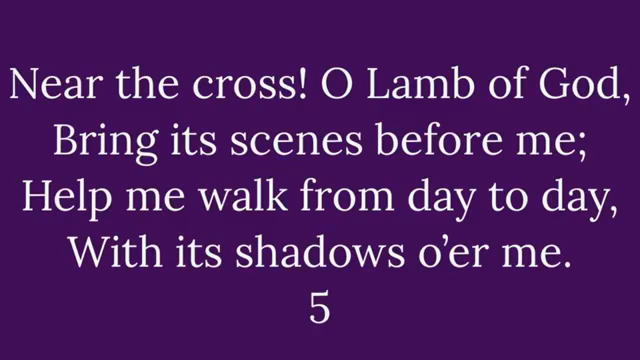 Near the cross! O Lamb of God,
Bring its scenes before me;
Help me walk from day to day,
With its shadows o’er me.
5